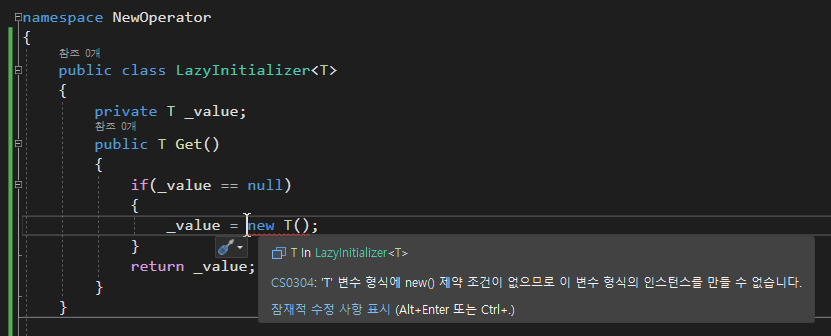 namespace NewOperator
{
참조 0개
public class LazyInitializer<T>
{
private T _value;
참조 0개
public T Get()
{
if(_value == null)
{
_value = new T();
}
return _value;
}
}
T In LazyInitializer<T>
CS0304: 'T' 변수 형식에 new() 제약 조건이 없으므로 이 변수 형식의 인스턴스를 만들 수 없습니다.
잠재적 수정 사항 표시 (Alt+Enter 또는 Ctrl+.)